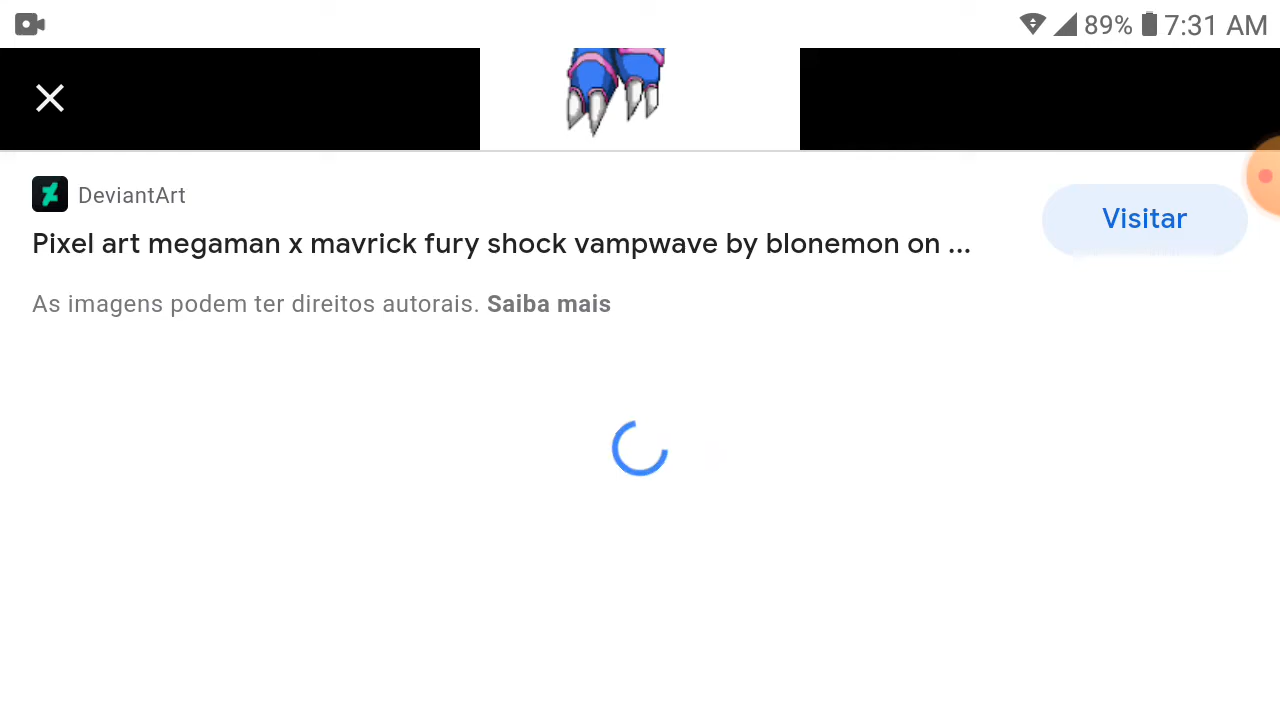 89% 7:31 AM
DeviantArt
Visitar
Pixel art megaman x mavrick fury shock vampwave by blonemon on ...
As imagens podem ter direitos autorais. Saiba mais